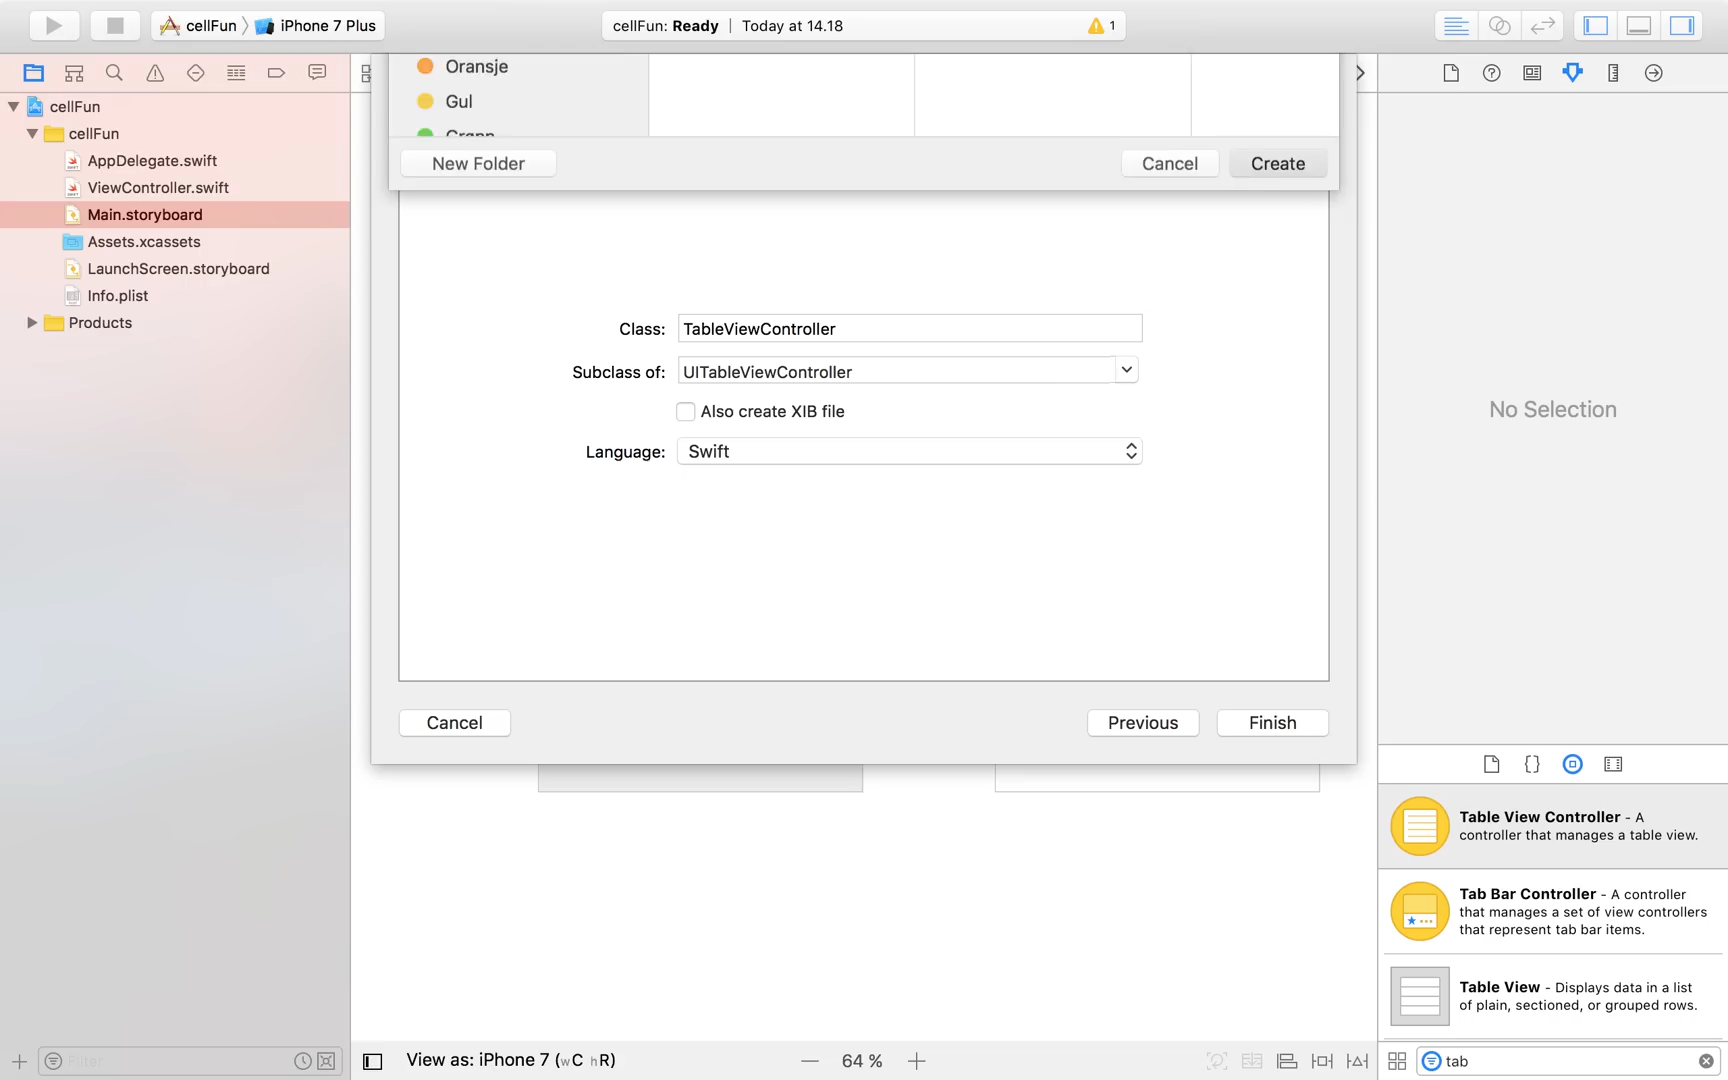 cellFun
iPhone 7 Plus
cellFun: Ready
Today at 14.18
1
cellFun
cellFun
AppDelegate.swift
ViewController.swift
Main.storyboard
Assets.xcassets
LaunchScreen.storyboard
Info.plist
Products
Filter
Oransje
Gul
Grønn
New Folder
Cancel
Create
Class:
TableViewController
Subclass of:
UITableViewController
Also create XIB file
Language:
Swift
Cancel
Previous
Finish
View as: iPhone 7 (wC hR)
64 %
No Selection
Table View Controller - A
controller that manages a table view.
Tab Bar Controller - A controller
that manages a set of view controllers
that represent tab bar items.
Table View - Displays data in a list
of plain, sectioned, or grouped rows.
tab